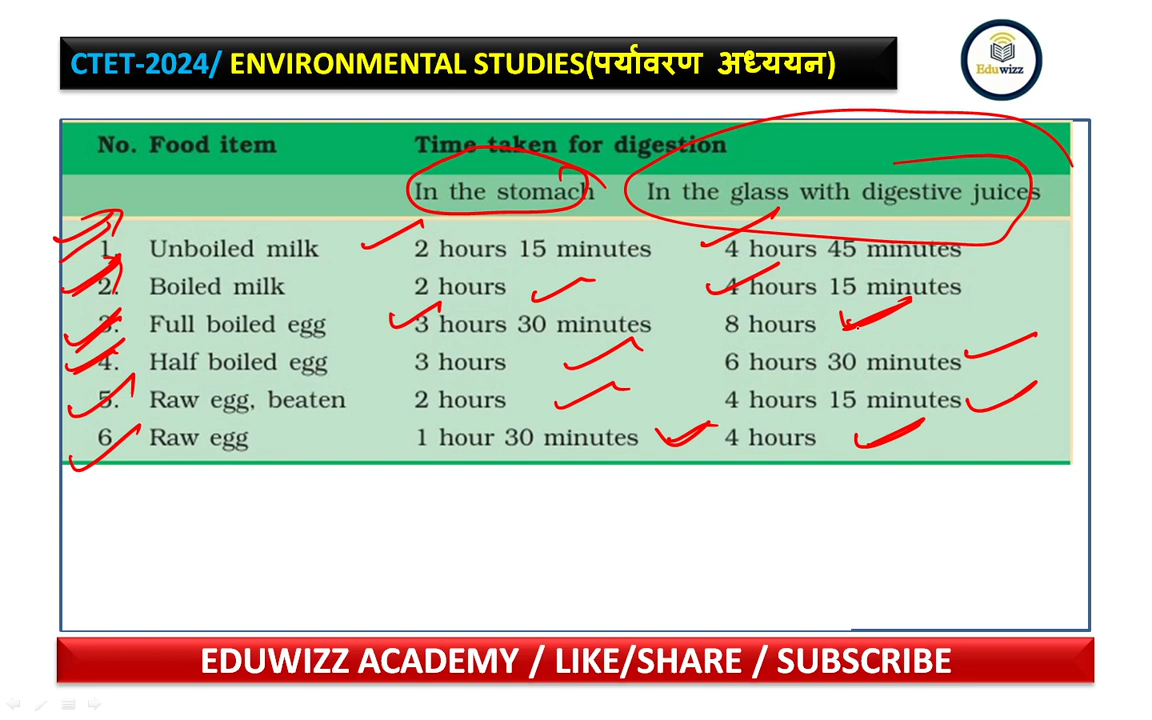 CTET-2024/ ENVIRONMENTAL STUDIES(पर्यावरण अध्ययन)
Eduwizz
No. Food item Time taken for digestion
In the stomach In the glass with digestive juices
1. Unboiled milk 2 hours 15 minutes 4 hours 45 minutes
2. Boiled milk 2 hours 4 hours 15 minutes
3. Full boiled egg 3 hours 30 minutes 8 hours
4. Half boiled egg 3 hours 6 hours 30 minutes
5. Raw egg, beaten 2 hours 4 hours 15 minutes
6. Raw egg 1 hour 30 minutes 4 hours
EDUWIZZ ACADEMY / LIKE/SHARE / SUBSCRIBE